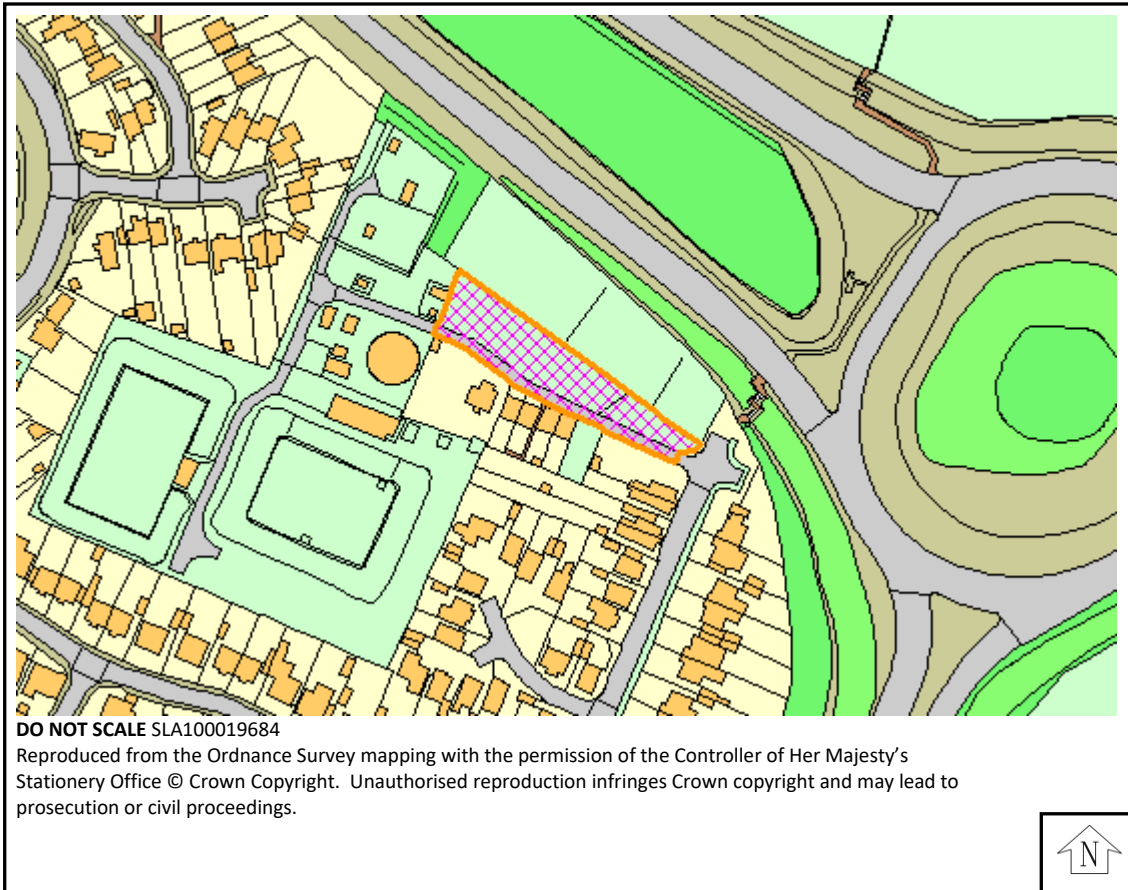 DO NOT SCALE SLA100019684
Reproduced from the Ordnance Survey mapping with the permission of the Controller of Her Majesty's
Stationery Office © Crown Copyright. Unauthorised reproduction infringes Crown copyright and may lead to
prosecution or civil proceedings.
N